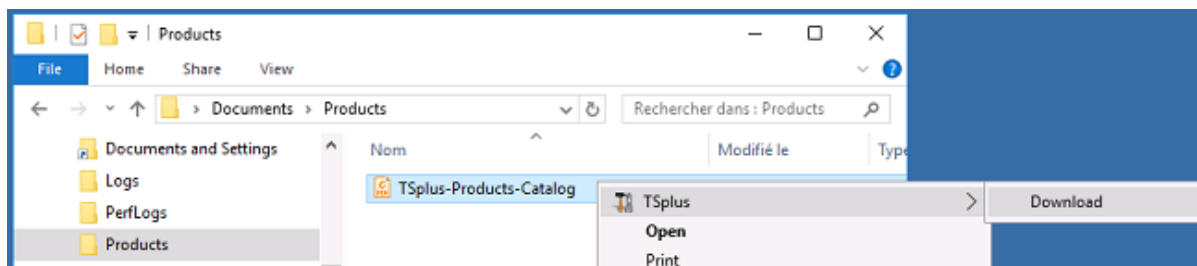 Products
File Home Share View
Documents > Products
Rechercher dans : Products
Documents and Settings
Logs
PerfLogs
Products
Nom Modifié le Type
TSplus-Products-Catalog
TSplus
Open
Print
Download